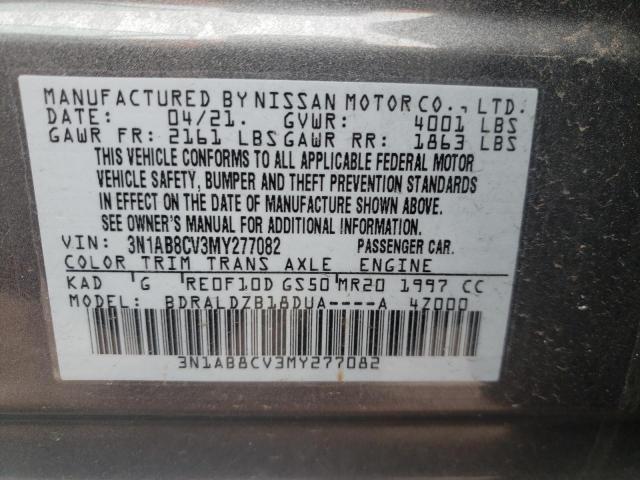 MANUFACTURED BY NISSAN MOTOR CO., LTD.
DATE: 04/21. GVWR: 4001 LBS
GAWR FR: 2161 LBS GAWR RR: 1863 LBS
THIS VEHICLE CONFORMS TO ALL APPLICABLE FEDERAL MOTOR
VEHICLE SAFETY, BUMPER AND THEFT PREVENTION STANDARDS
IN EFFECT ON THE DATE OF MANUFACTURE SHOWN ABOVE.
SEE OWNER'S MANUAL FOR ADDITIONAL INFORMATION.
VIN: 3N1AB8CV3MY277082 PASSENGER CAR.
COLOR TRIM TRANS AXLE ENGINE
KAD G RE0F10D GS50 MR20 1997 CC
MODEL: BDRALDZB18DUA----A 4Z000
3N1AB8CV3MY277082